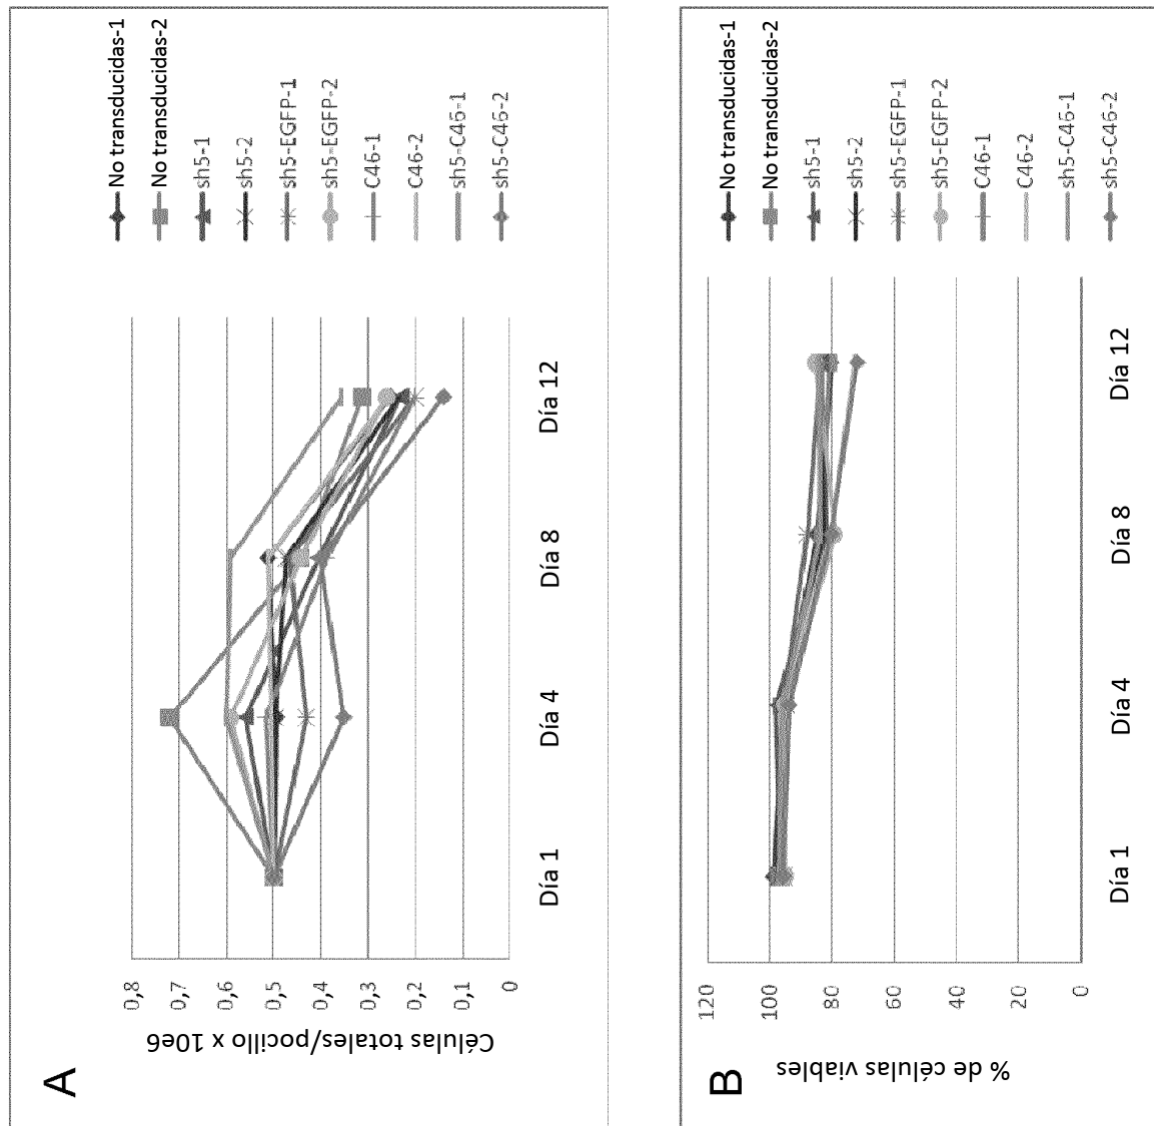 A
Células totales/pocillo x 10e6
0,8
0,7
0,6
0,5
0,4
0,3
0,2
0,1
0
Día 1
Día 4
Día 8
Día 12
No transducidas-1
No transducidas-2
sh5-1
sh5-2
sh5-EGFP-1
sh5-EGFP-2
C46-1
C46-2
sh5-C46-1
sh5-C46-2
B
% de células viables
120
100
80
60
40
20
0
Día 1
Día 4
Día 8
Día 12
No transducidas-1
No transducidas-2
sh5-1
sh5-2
sh5-EGFP-1
sh5-EGFP-2
C46-1
C46-2
sh5-C46-1
sh5-C46-2